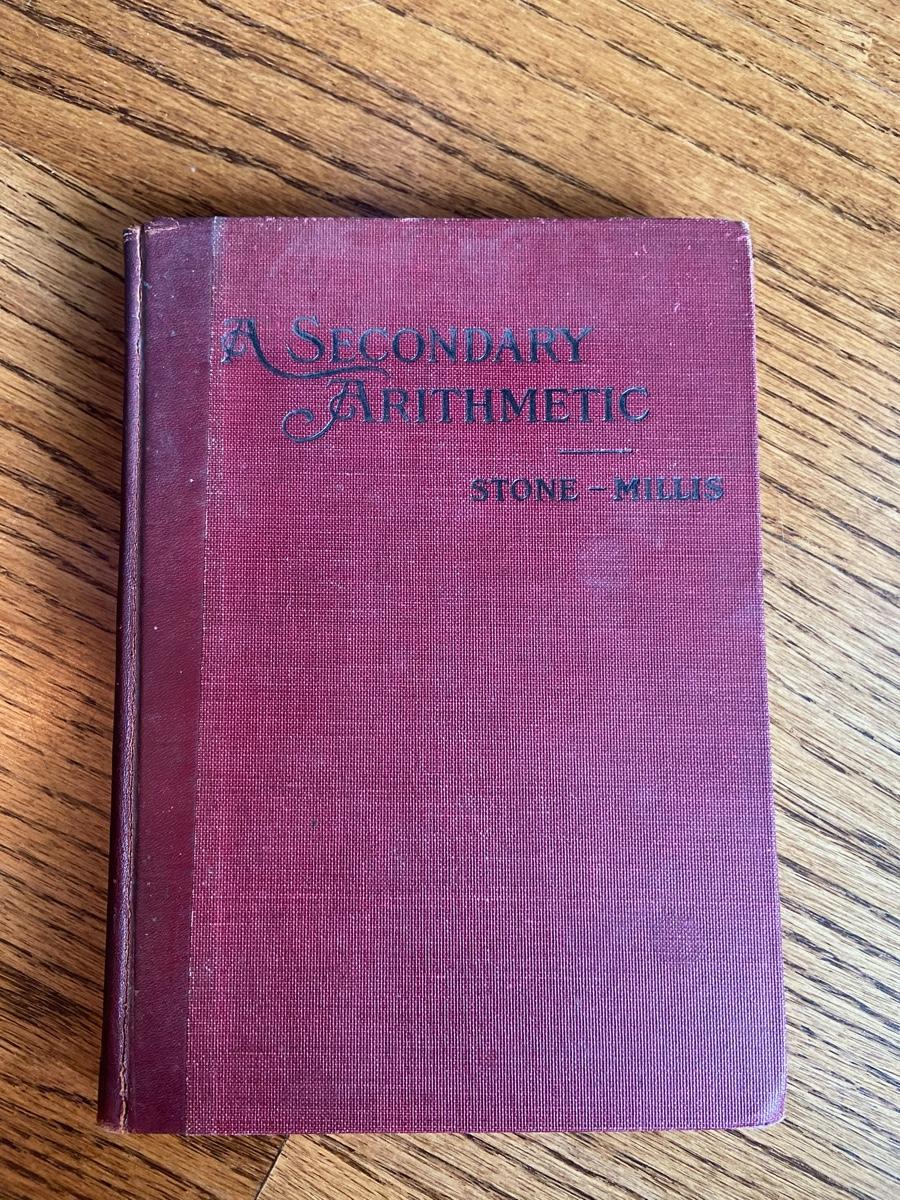 A SECONDARY
ARITHMETIC
STONE – MILLIS